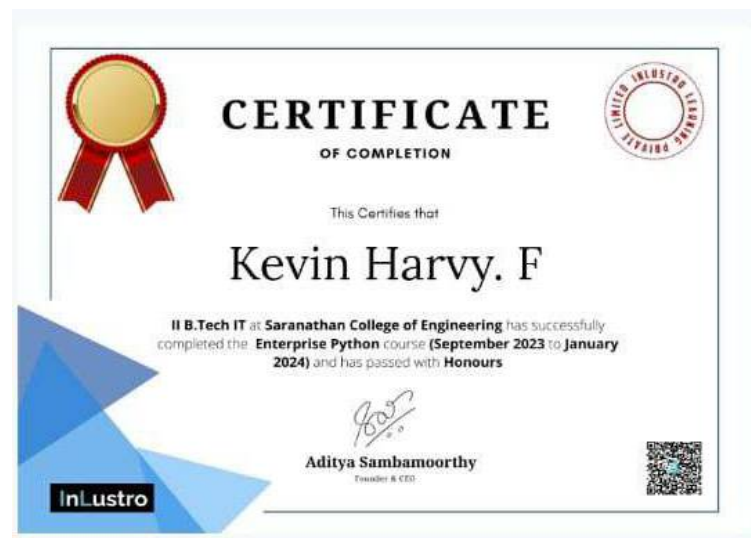 CERTIFICATE
OF COMPLETION
INLUSTRO LEARNING PRIVATE LIMITED
This Certifies that
Kevin Harvy. F
II B.Tech IT at Saranathan College of Engineering has successfully
completed the Enterprise Python course (September 2023 to January
2024) and has passed with Honours
Aditya Sambamoorthy
Founder & CEO
InLustro